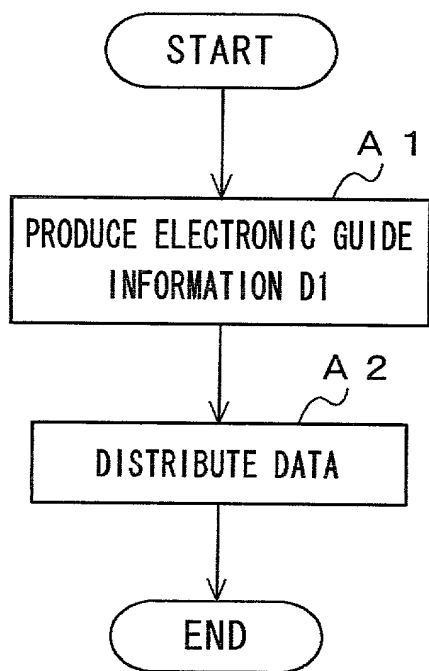 START
A 1
PRODUCE ELECTRONIC GUIDE
INFORMATION D1
A 2
DISTRIBUTE DATA
END